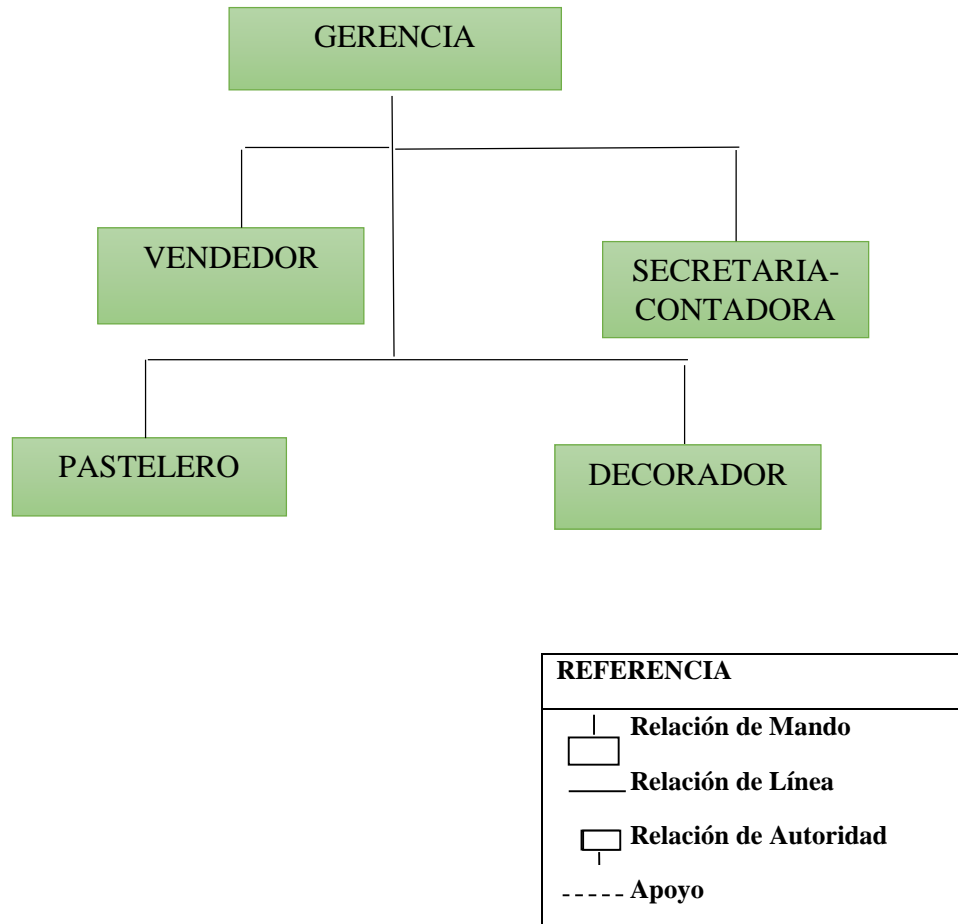 GERENCIA
VENDEDOR
SECRETARIA-
CONTADORA
PASTELERO
DECORADOR
REFERENCIA
Relación de Mando
Relación de Línea
Relación de Autoridad
Apoyo